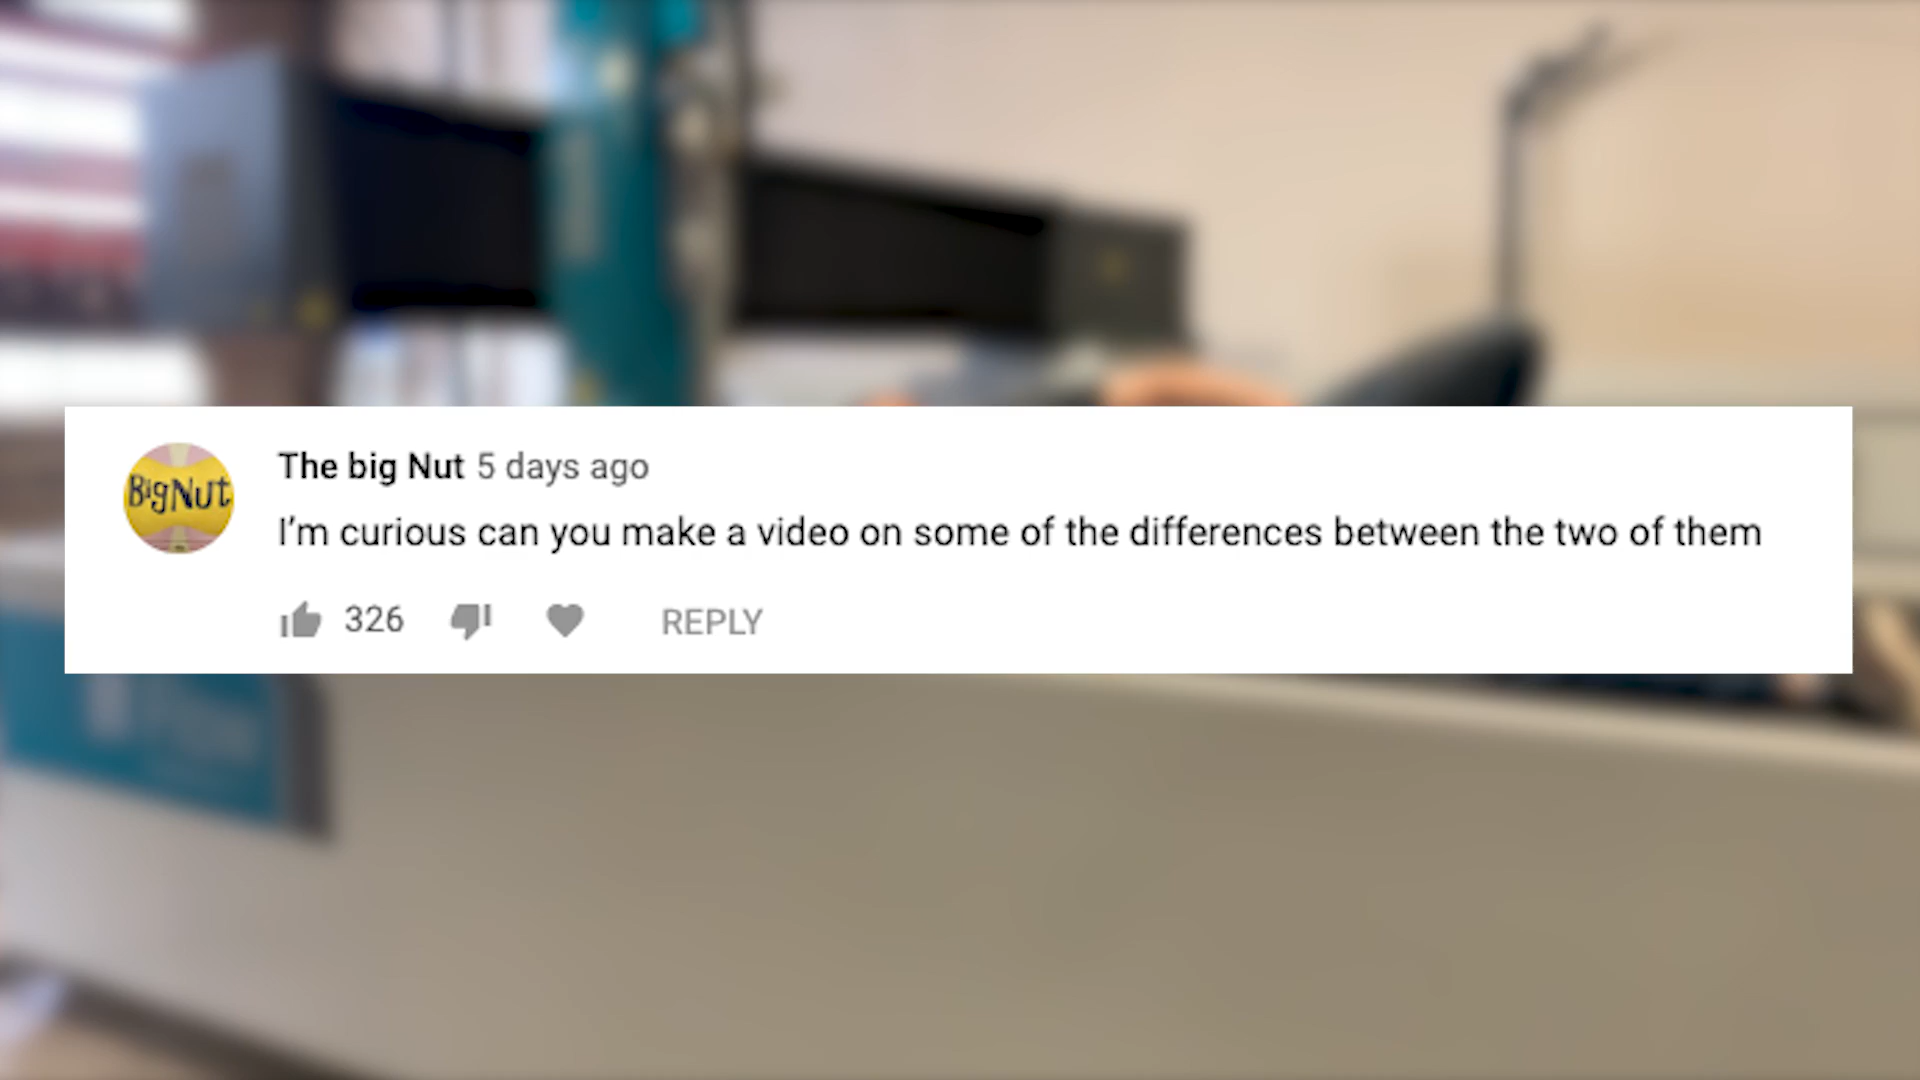 BigNut
The big Nut 5 days ago
I'm curious can you make a video on some of the differences between the two of them
326
REPLY